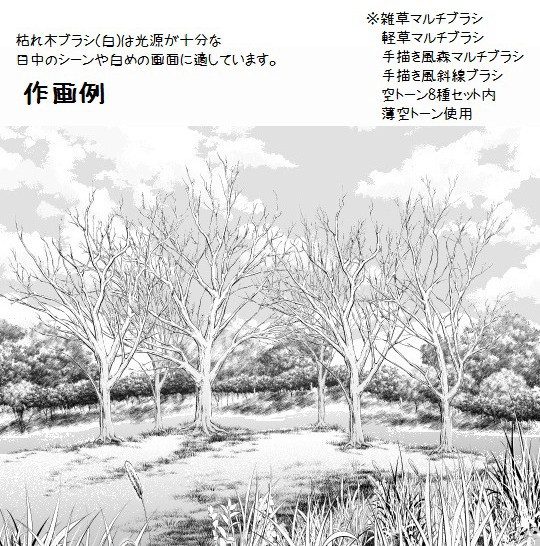 枯れ木ブラシ(白)は光源が十分な
日中のシーンや白めの画面に適しています。
作画例
※雑草マルチブラシ
軽草マルチブラシ
手描き風森マルチブラシ
手描き風斜線ブラシ
空トーン8種セット内
薄空トーン使用